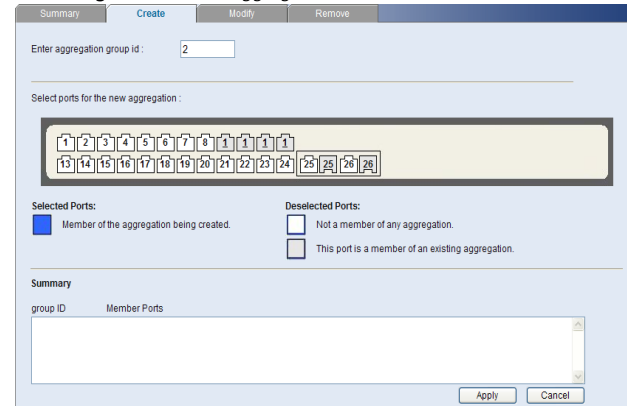 Summary Create Modify Remove
Enter aggregation group id : 2
Select ports for the new aggregation :
1 2 3 4 5 6 7 8 1 1 1 1
13 14 15 16 17 18 19 20 21 22 23 24 25 25 26 26
Selected Ports: Deselected Ports:
Member of the aggregation being created. Not a member of any aggregation.
This port is a member of an existing aggregation.
Summary
group ID Member Ports
Apply Cancel